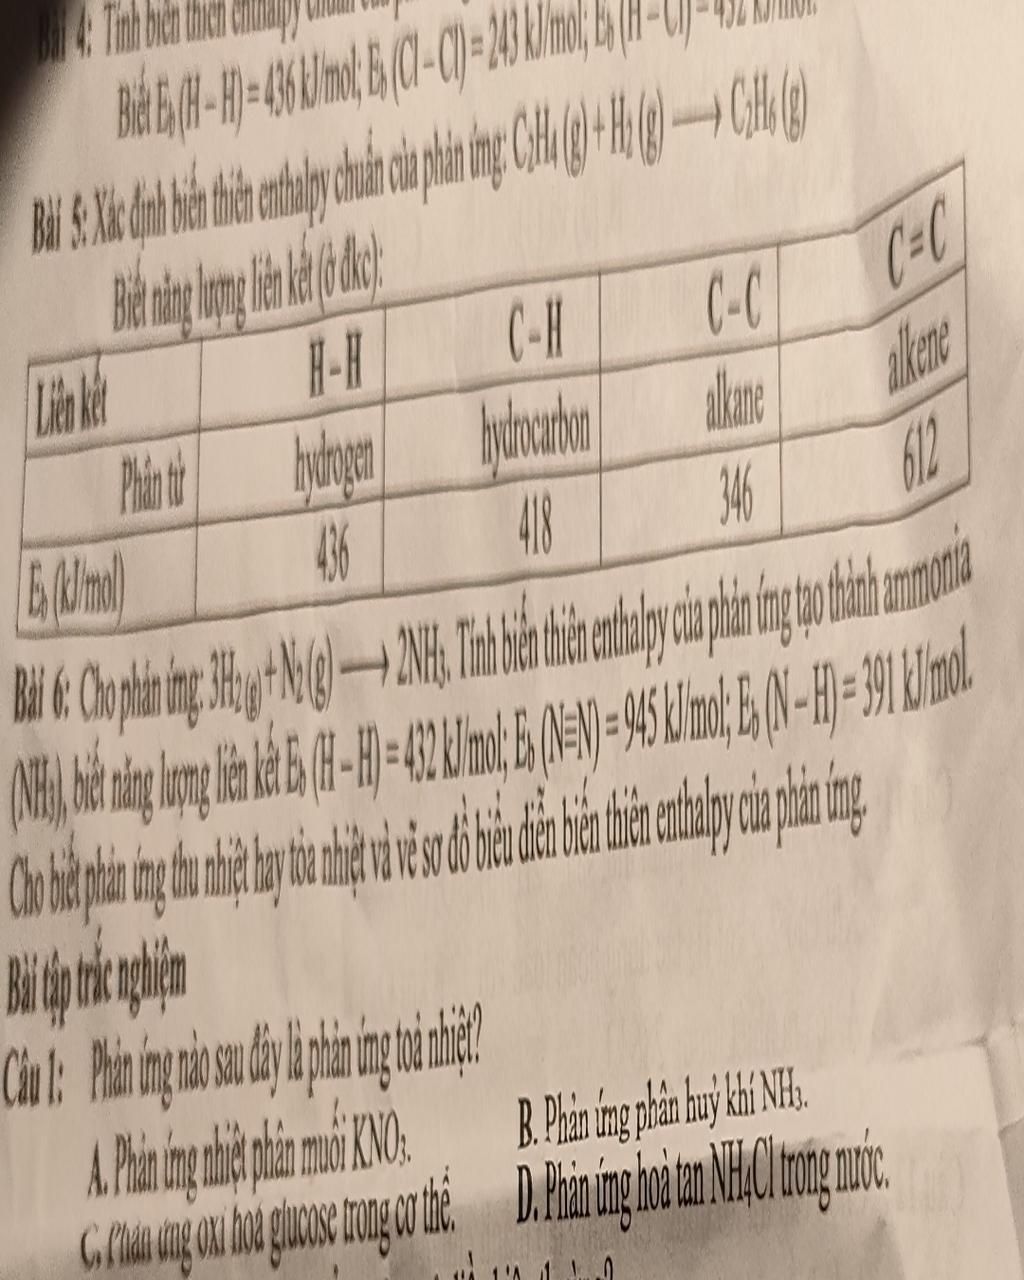 Bài 4: Tính biến thiên enthalpy chuẩn của
Biết E_b (H – H) = 436 kJ/mol; E_b (Cl – Cl) = 243 kJ/mol; E_b (H – Cl) = 432 kJ/mol.
Bài 5: Xác định biến thiên enthalpy chuẩn của phản ứng: C₂H₄ (g) + H₂ (g) ⟶ C₂H₆ (g)
Biết năng lượng liên kết (ở đkc):
Liên kết H – H C – H C – C C = C
Phân tử hydrogen hydrocarbon alkane alkene
E_b (kJ/mol) 436 418 346 612
Bài 6: Cho phản ứng: 3H₂ (g) + N₂ (g) ⟶ 2NH₃. Tính biến thiên enthalpy của phản ứng tạo thành ammonia
(NH₃), biết năng lượng liên kết E_b (H – H) = 432 kJ/mol; E_b (N≡N) = 945 kJ/mol; E_b (N – H) = 391 kJ/mol.
Cho biết phản ứng thu nhiệt hay tỏa nhiệt và vẽ sơ đồ biểu diễn biến thiên enthalpy của phản ứng.
Bài tập trắc nghiệm
Câu 1: Phản ứng nào sau đây là phản ứng toả nhiệt?
A. Phản ứng nhiệt phân muối KNO₃. B. Phản ứng phân huỷ khí NH₃.
C. Phản ứng oxi hoá glucose trong cơ thể. D. Phản ứng hoà tan NH₄Cl trong nước.